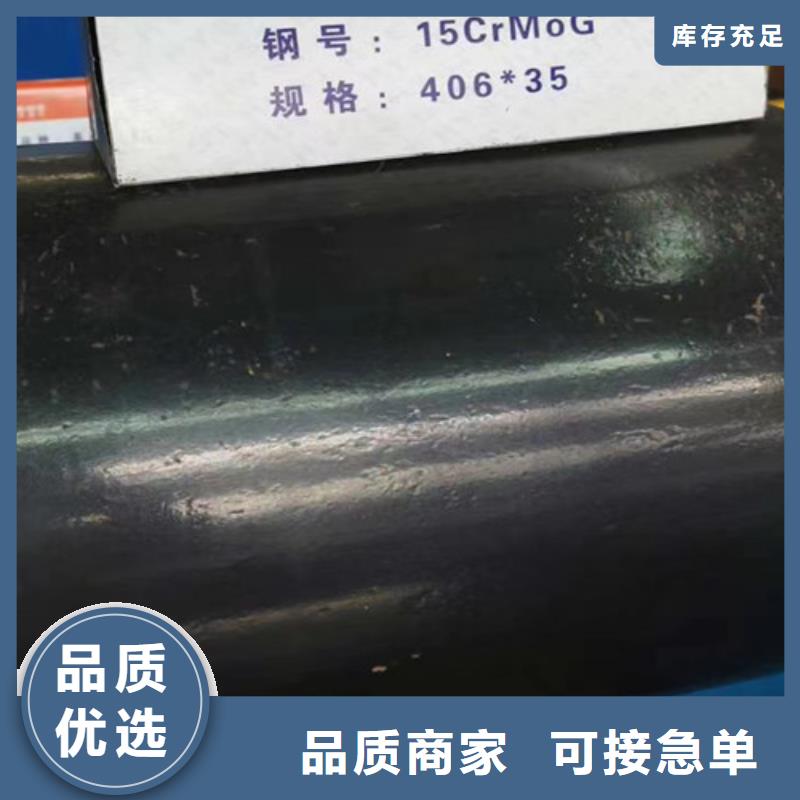 钢号: 15CrMoG
库存充足
规格: 406*35
品质
优选
品质商家 可接急单